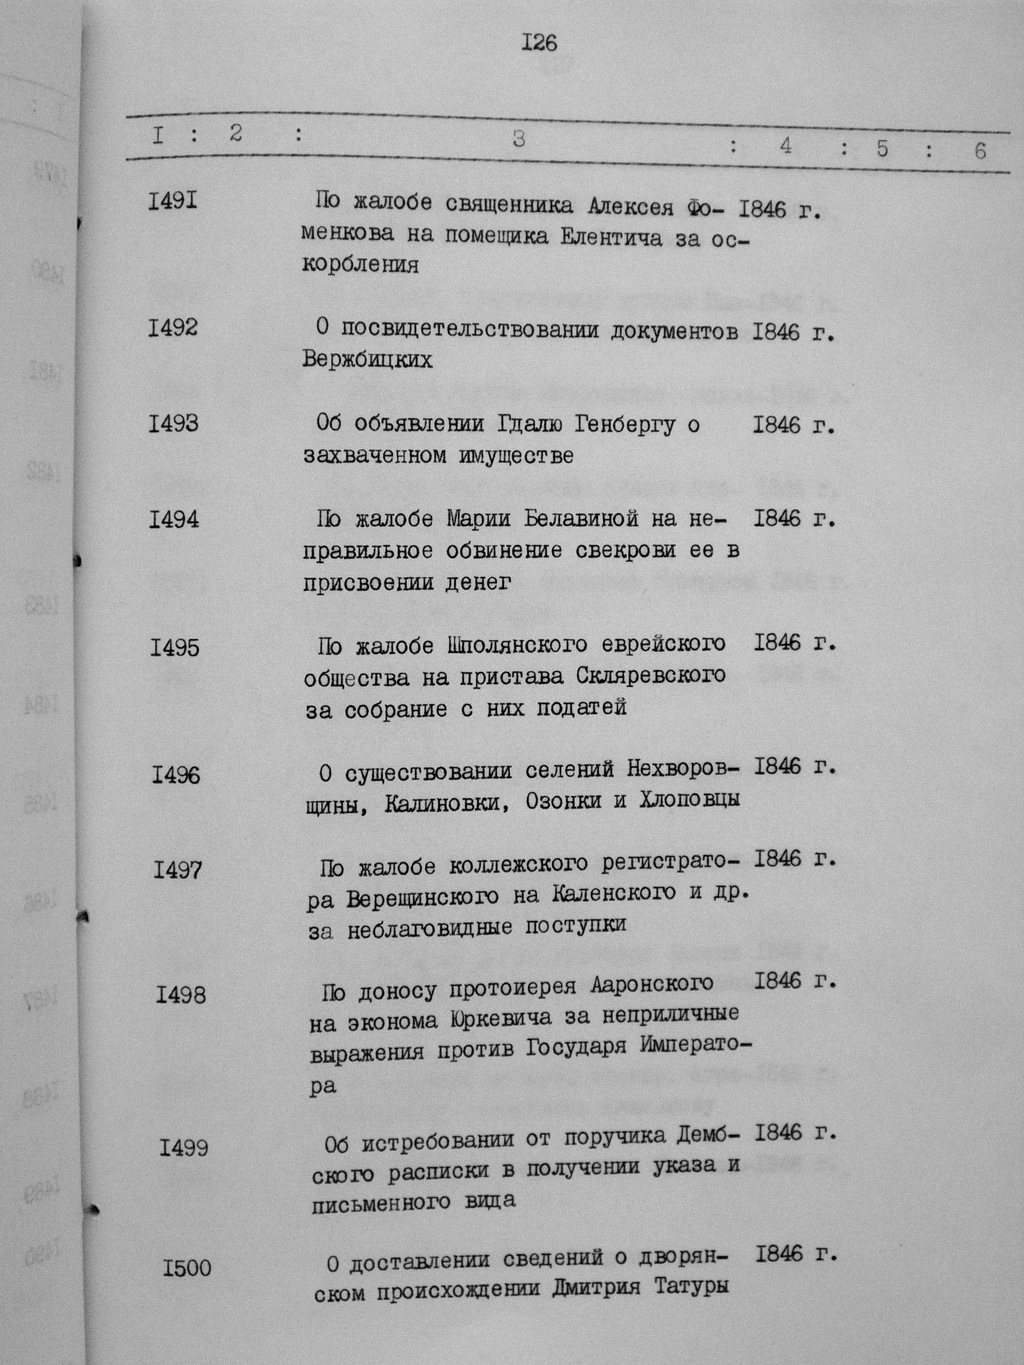 I26
I : 2 : 3 : 4 : 5 : 6
I49I По жалобе священника Алексея Фо- I846 г.
менкова на помещика Елентича за ос-
корбления
I492 О посвидетельствовании документов I846 г.
Вержбицких
I493 Об объявлении Гдалю Генбергу о I846 г.
захваченном имуществе
I494 По жалобе Марии Белавиной на не- I846 г.
правильное обвинение свекрови ее в
присвоении денег
I495 По жалобе Шполянского еврейского I846 г.
общества на пристава Скляревского
за собрание с них податей
I496 О существовании селений Нехворов- I846 г.
щины, Калиновки, Озонки и Хлоповцы
I497 По жалобе коллежского регистрато- I846 г.
ра Верещинского на Каленского и др.
за неблаговидные поступки
I498 По доносу протоиерея Ааронского I846 г.
на эконома Юркевича за неприличные
выражения против Государя Императо-
ра
I499 Об истребовании от поручика Демб- I846 г.
ского расписки в получении указа и
письменного вида
I500 О доставлении сведений о дворян- I846 г.
ском происхождении Дмитрия Татуры